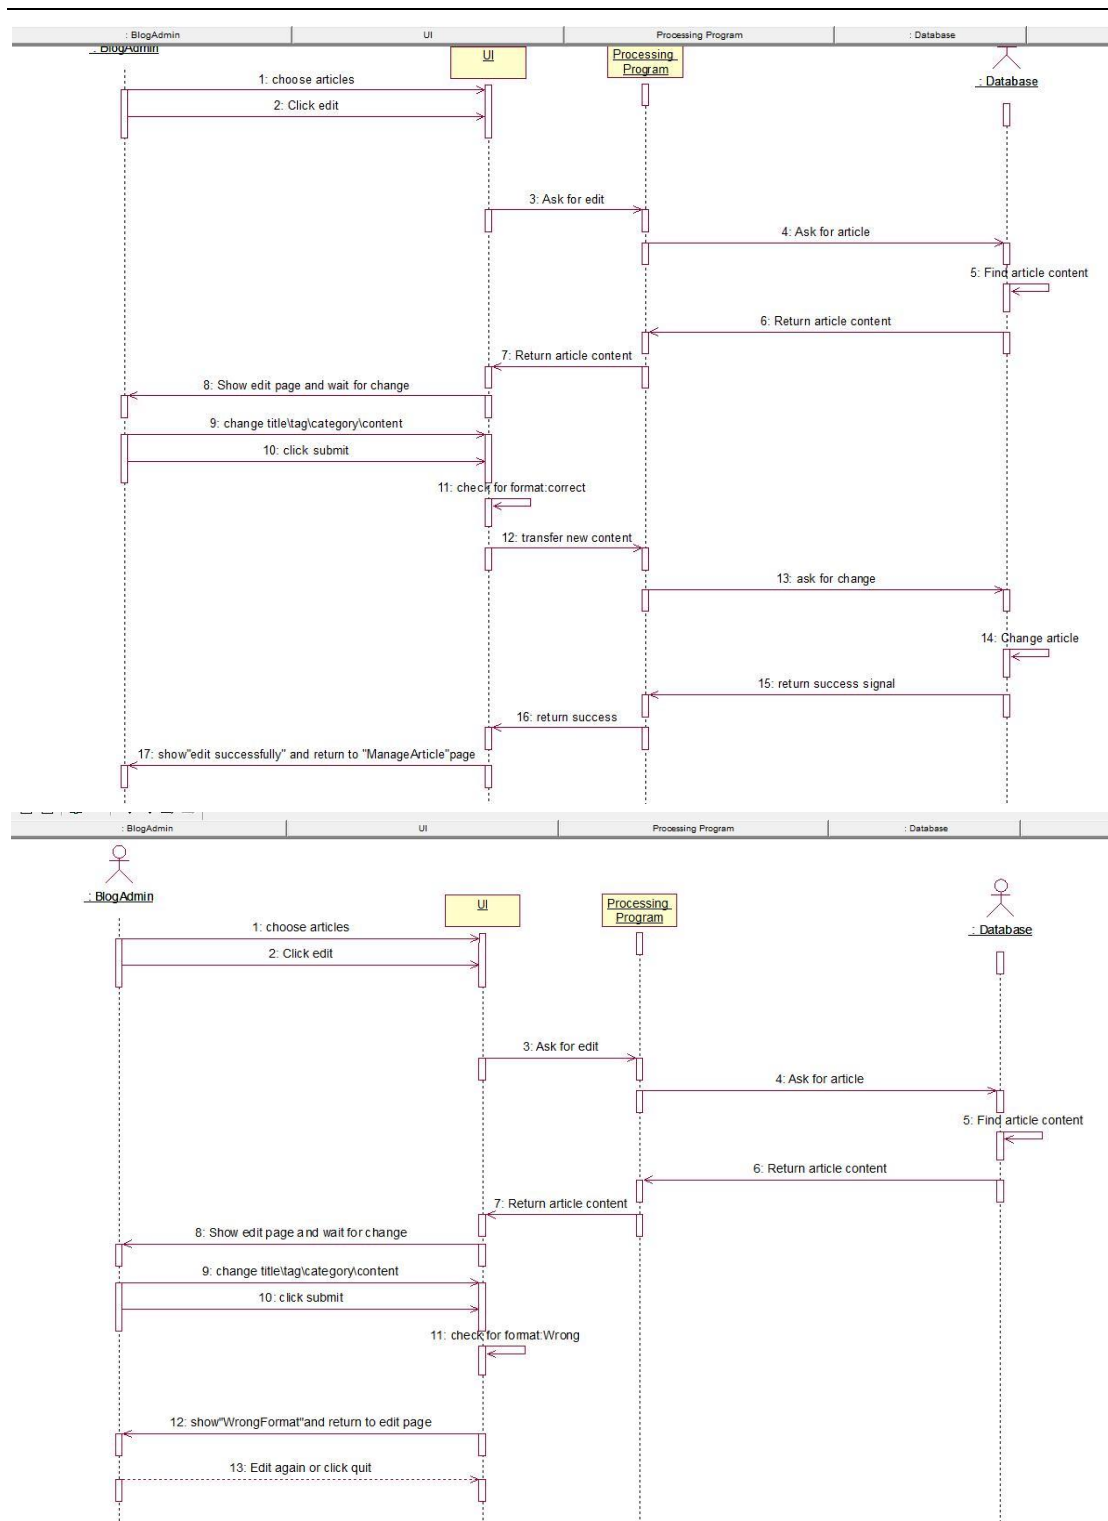 : BlogAdmin UI Processing Program : Database
: BlogAdmin
UI
Processing
Program
: Database
1: choose articles
2: Click edit
3: Ask for edit
4: Ask for article
5: Find article content
6: Return article content
7: Return article content
8: Show edit page and wait for change
9: change title\tag\category\content
10: click submit
11: check for format:correct
12: transfer new content
13: ask for change
14: Change article
15: return success signal
16: return success
17: show"edit successfully" and return to "ManageArticle"page
: BlogAdmin UI Processing Program : Database
: BlogAdmin
UI
Processing
Program
: Database
1: choose articles
2: Click edit
3: Ask for edit
4: Ask for article
5: Find article content
6: Return article content
7: Return article content
8: Show edit page and wait for change
9: change title\tag\category\content
10: click submit
11: check for format:Wrong
12: show"WrongFormat"and return to edit page
13: Edit again or click quit